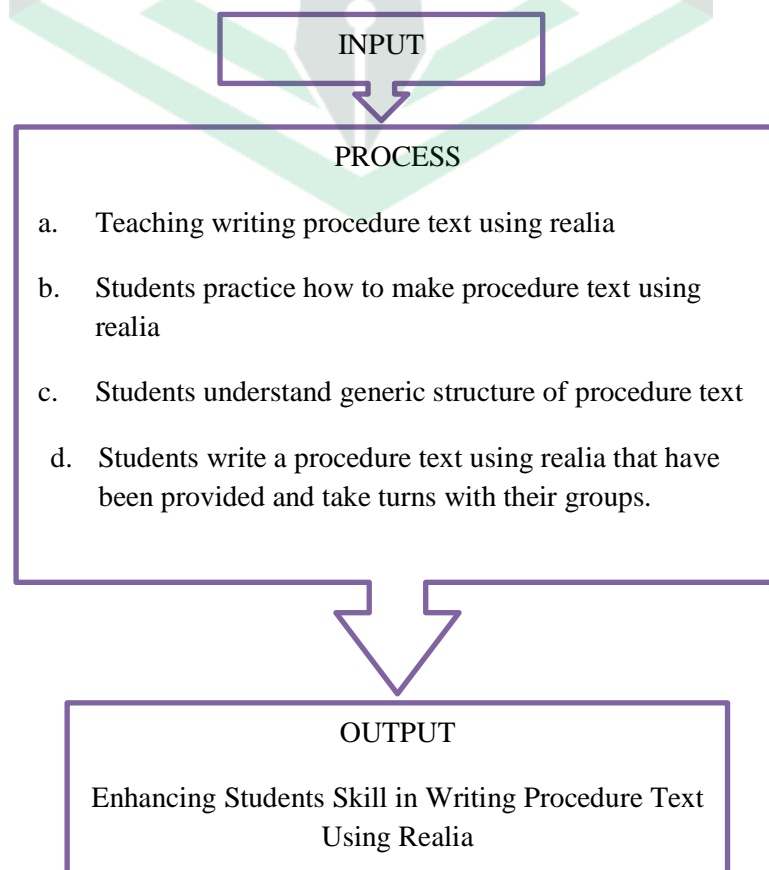 INPUT
PROCESS
a. Teaching writing procedure text using realia
b. Students practice how to make procedure text using
realia
c. Students understand generic structure of procedure text
d. Students write a procedure text using realia that have
been provided and take turns with their groups.
OUTPUT
Enhancing Students Skill in Writing Procedure Text
Using Realia